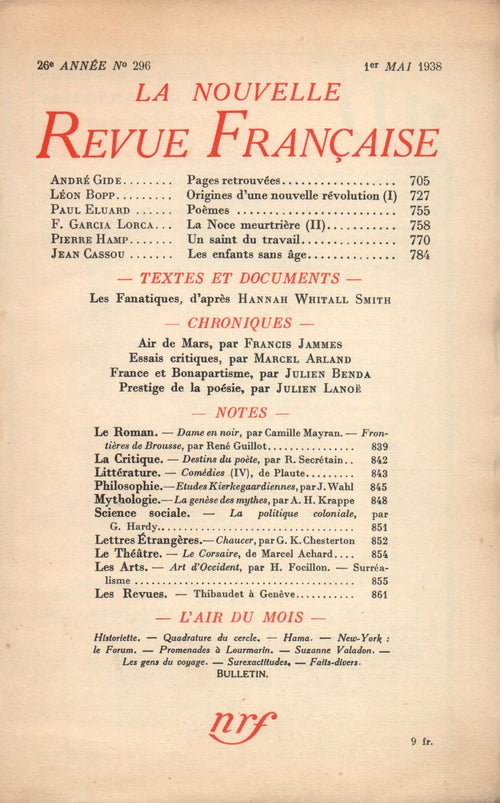 26e ANNÉE No 296 1er MAI 1938
LA NOUVELLE
REVUE FRANÇAISE
ANDRÉ GIDE........ Pages retrouvées................. 705
LÉON BOPP......... Origines d'une nouvelle révolution (I) 727
PAUL ELUARD ...... Poèmes ......................... 755
F. GARCIA LORCA... La Noce meurtrière (II)........... 758
PIERRE HAMP....... Un saint du travail............... 770
JEAN CASSOU ....... Les enfants sans âge.............. 784
— TEXTES ET DOCUMENTS —
Les Fanatiques, d'après HANNAH WHITALL SMITH
— CHRONIQUES —
Air de Mars, par FRANCIS JAMMES
Essais critiques, par MARCEL ARLAND
France et Bonapartisme, par JULIEN BENDA
Prestige de la poésie, par JULIEN LANOË
— NOTES —
Le Roman. — Dame en noir, par Camille Mayran. — Fron-
tières de Brousse, par René Guillot................ 839
La Critique. — Destins du poète, par R. Secrétain.. 842
Littérature. — Comédies (IV), de Plaute........... 843
Philosophie.— Etudes Kierkegaardiennes, par J. Wahl 845
Mythologie.— La genèse des mythes, par A. H. Krappe 848
Science sociale. — La politique coloniale, par
G. Hardy.......................................... 851
Lettres Étrangères.— Chaucer, par G. K. Chesterton 852
Le Théâtre. — Le Corsaire, de Marcel Achard.... 854
Les Arts. — Art d'Occident, par H. Focillon. — Surréa-
lisme ............................................ 855
Les Revues. — Thibaudet à Genève........... 861
— L'AIR DU MOIS —
Historiette. — Quadrature du cercle. — Hama. — New-York :
le Forum. — Promenades à Lourmarin. — Suzanne Valadon. —
Les gens du voyage. — Surexactitudes. — Faits-divers.
BULLETIN.
nrf
9 fr.